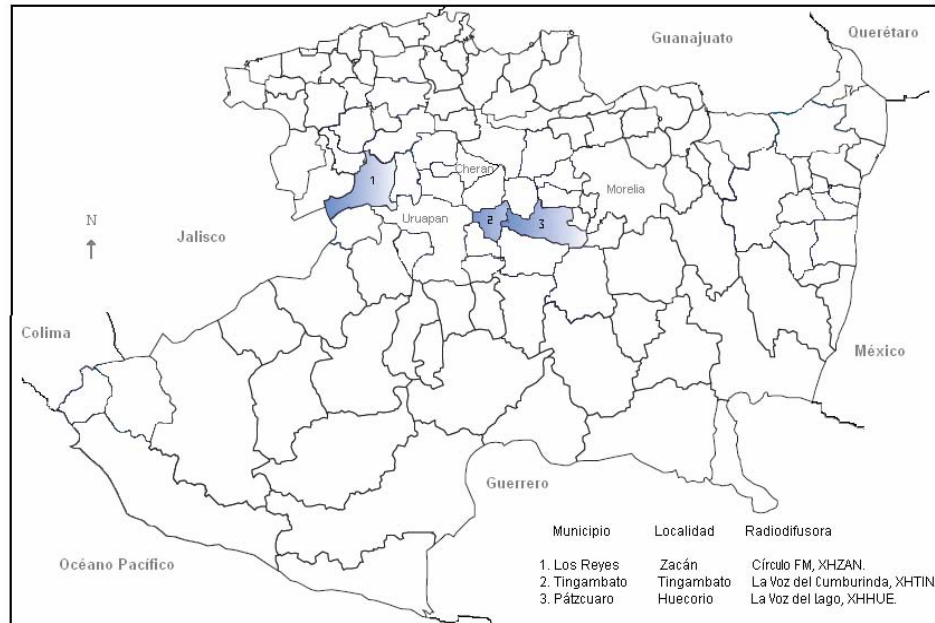 Guanajuato
Querétaro
Cheran
1
Morelia
N
Uruapan
2
3
Jalisco
Colima
México
Guerrero
Océano Pacífico
Municipio Localidad Radiodifusora
1. Los Reyes Zacán Círculo FM, XHZAN.
2. Tingambato Tingambato La Voz del Cumburinda, XHTIN.
3. Pátzcuaro Huecorio La Voz del Lago, XHHUE.